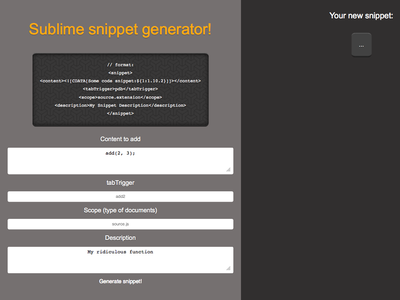 Sublime snippet generator!
// format:
<snippet>
<content><![CDATA[Some code snippet:${1:1.10.2}]]></content>
<tabTrigger>pdb</tabTrigger>
<scope>source.extension</scope>
<description>My Snippet Description</description>
</snippet>
Content to add
add(2, 3);
tabTrigger
add2
Scope (type of documents)
source.js
Description
My ridiculous function
Generate snippet!
Your new snippet:
...